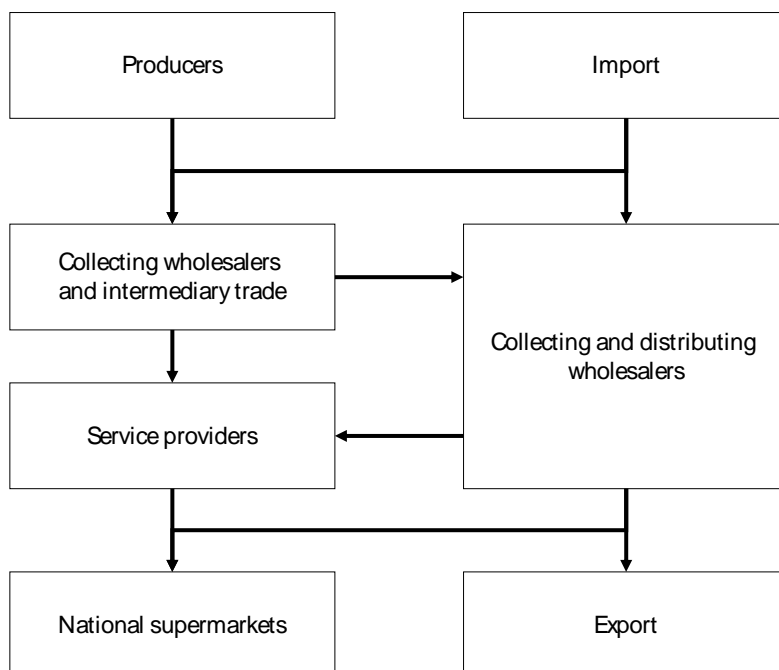 Producers
Import
Collecting wholesalers
and intermediary trade
Collecting and distributing
wholesalers
Service providers
National supermarkets
Export